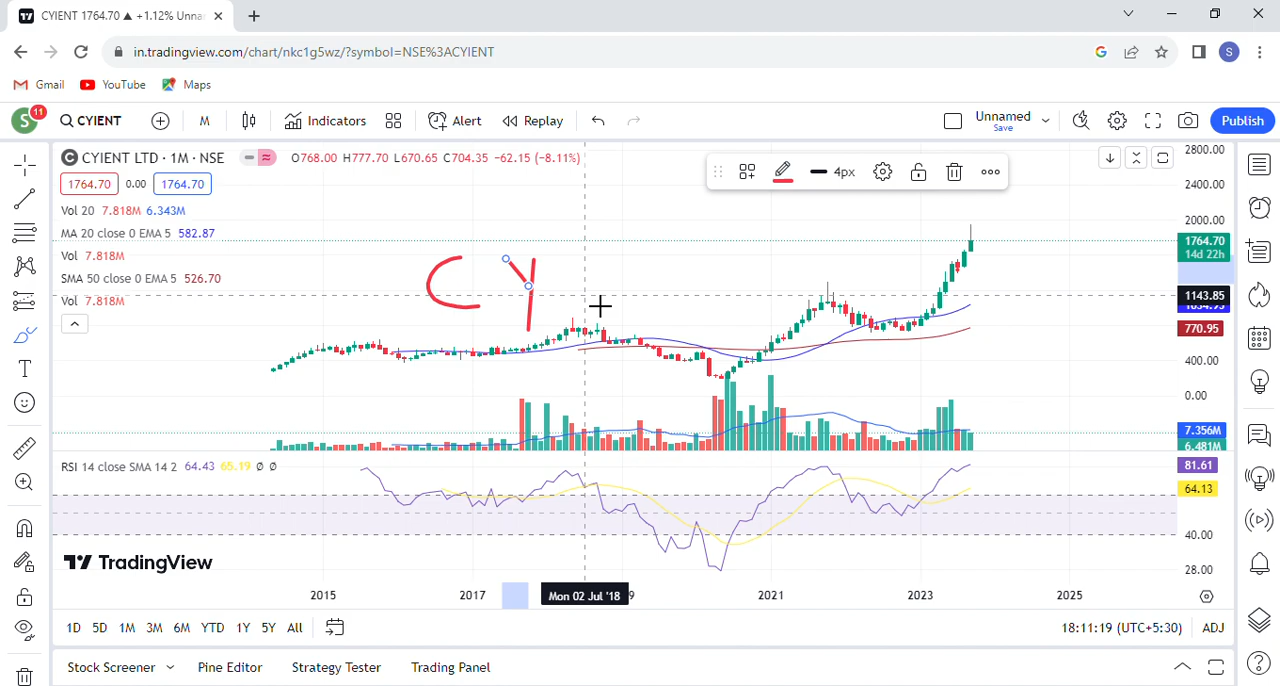 CYIENT 1764.70 ▲ +1.12% Unna
in.tradingview.com/chart/nkc1g5wz/?symbol=NSE%3ACYIENT
G S
Gmail YouTube Maps
S 11 CYIENT M Indicators Alert Replay Unnamed Save Publish
C CYIENT LTD · 1M · NSE O768.00 H777.70 L670.65 C704.35 -62.15 (-8.11%)
4px
1764.70 0.00 1764.70
Vol 20 7.818M 6.343M
MA 20 close 0 EMA 5 582.87
Vol 7.818M
SMA 50 close 0 EMA 5 526.70
Vol 7.818M
CY
2800.00
2400.00
2000.00
1764.70
14d 22h
1143.85
770.95
400.00
0.00
7.356M
6.481M
RSI 14 close SMA 14 2 64.43 65.19 Ø Ø
81.61
64.13
40.00
28.00
TradingView
2015 2017 Mon 02 Jul '18 9 2021 2023 2025
1D 5D 1M 3M 6M YTD 1Y 5Y All 18:11:19 (UTC+5:30) ADJ
Stock Screener Pine Editor Strategy Tester Trading Panel